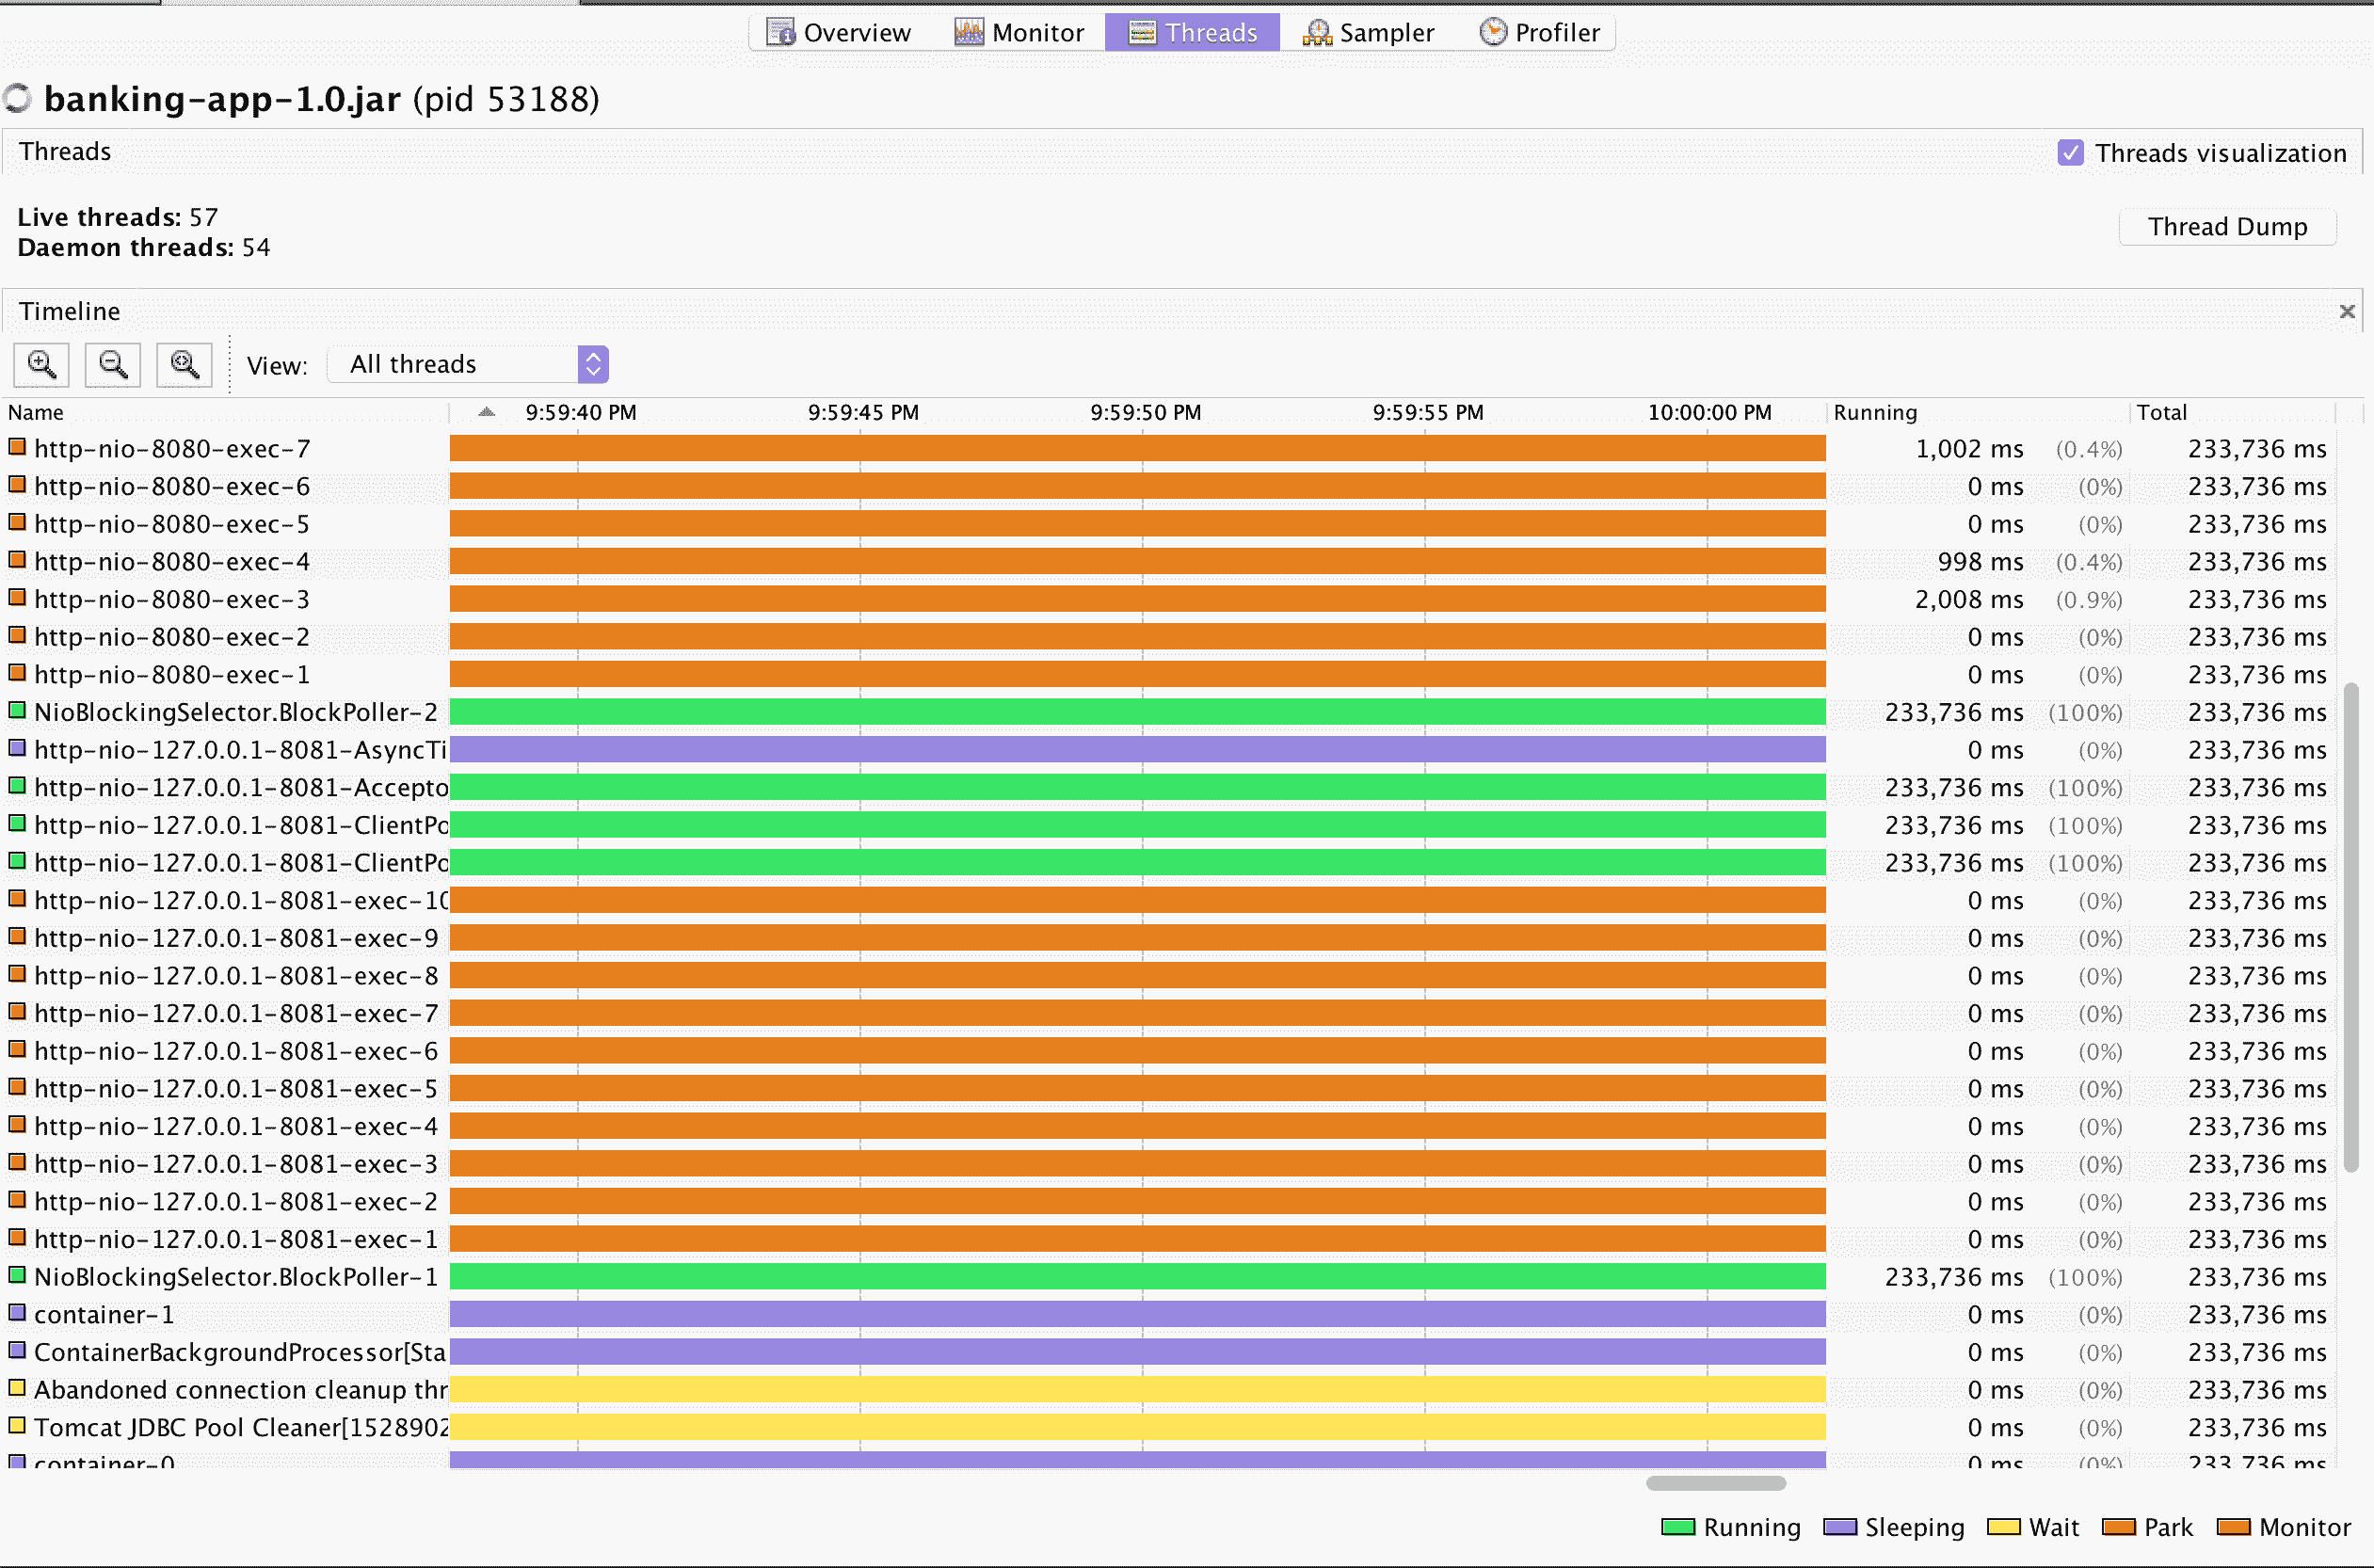 Overview Monitor Threads Sampler Profiler
banking-app-1.0.jar (pid 53188)
Threads Threads visualization
Live threads: 57
Daemon threads: 54
Thread Dump
Timeline
View: All threads
Name 9:59:40 PM 9:59:45 PM 9:59:50 PM 9:59:55 PM 10:00:00 PM Running Total
http-nio-8080-exec-7 1,002 ms (0.4%) 233,736 ms
http-nio-8080-exec-6 0 ms (0%) 233,736 ms
http-nio-8080-exec-5 0 ms (0%) 233,736 ms
http-nio-8080-exec-4 998 ms (0.4%) 233,736 ms
http-nio-8080-exec-3 2,008 ms (0.9%) 233,736 ms
http-nio-8080-exec-2 0 ms (0%) 233,736 ms
http-nio-8080-exec-1 0 ms (0%) 233,736 ms
NioBlockingSelector.BlockPoller-2 233,736 ms (100%) 233,736 ms
http-nio-127.0.0.1-8081-AsyncTi 0 ms (0%) 233,736 ms
http-nio-127.0.0.1-8081-Accepto 233,736 ms (100%) 233,736 ms
http-nio-127.0.0.1-8081-ClientPo 233,736 ms (100%) 233,736 ms
http-nio-127.0.0.1-8081-ClientPo 233,736 ms (100%) 233,736 ms
http-nio-127.0.0.1-8081-exec-10 0 ms (0%) 233,736 ms
http-nio-127.0.0.1-8081-exec-9 0 ms (0%) 233,736 ms
http-nio-127.0.0.1-8081-exec-8 0 ms (0%) 233,736 ms
http-nio-127.0.0.1-8081-exec-7 0 ms (0%) 233,736 ms
http-nio-127.0.0.1-8081-exec-6 0 ms (0%) 233,736 ms
http-nio-127.0.0.1-8081-exec-5 0 ms (0%) 233,736 ms
http-nio-127.0.0.1-8081-exec-4 0 ms (0%) 233,736 ms
http-nio-127.0.0.1-8081-exec-3 0 ms (0%) 233,736 ms
http-nio-127.0.0.1-8081-exec-2 0 ms (0%) 233,736 ms
http-nio-127.0.0.1-8081-exec-1 0 ms (0%) 233,736 ms
NioBlockingSelector.BlockPoller-1 233,736 ms (100%) 233,736 ms
container-1 0 ms (0%) 233,736 ms
ContainerBackgroundProcessor[Sta 0 ms (0%) 233,736 ms
Abandoned connection cleanup thr 0 ms (0%) 233,736 ms
Tomcat JDBC Pool Cleaner[1528902 0 ms (0%) 233,736 ms
container-0 0 ms (0%) 233,736 ms
Running Sleeping Wait Park Monitor